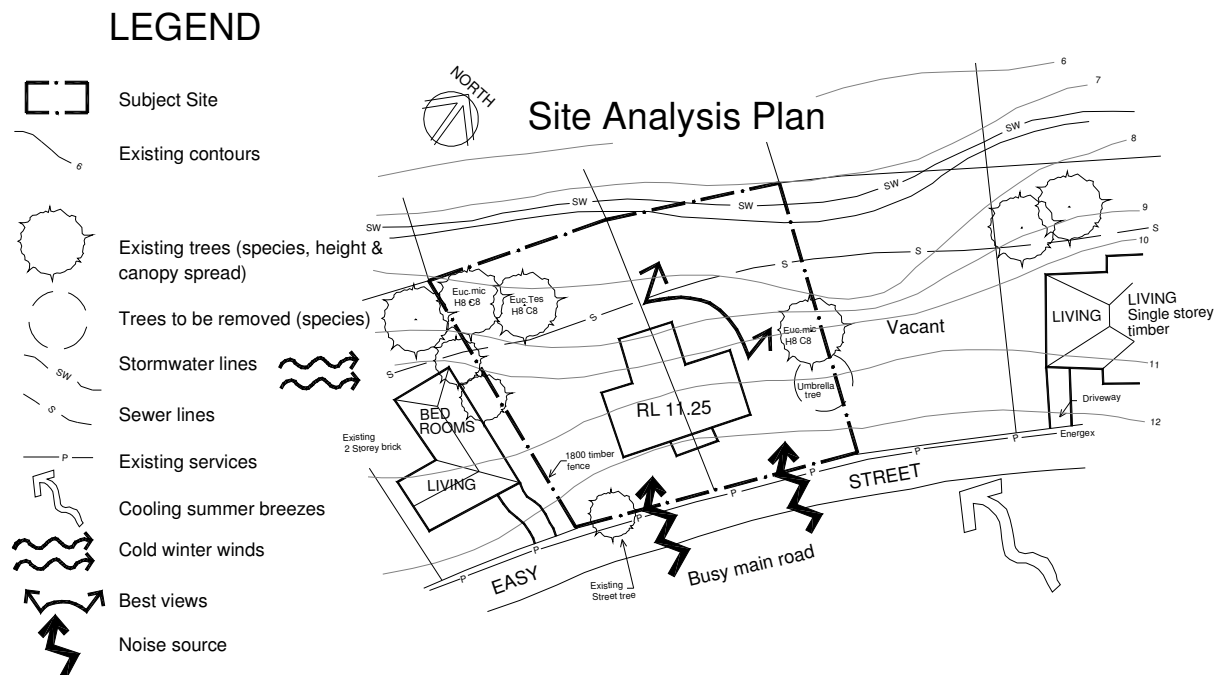 LEGEND
Subject Site
6
Existing contours
Existing trees (species, height &
canopy spread)
Trees to be removed (species)
Stormwater lines
SW
Sewer lines
S
P
Existing services
Cooling summer breezes
Cold winter winds
Best views
Noise source
NORTH
Site Analysis Plan
6
7
SW
8
SW
SW
SW
SW
9
S
10
S
S
S
S
Euc.mic
H8 C8
Euc.Tes
H8 C8
Euc.mic
H8 C8
Vacant
LIVING
LIVING
Single storey
timber
11
Umbrella
tree
Driveway
RL 11.25
BED
ROOMS
Existing
2 Storey brick
12
Energex
P
P
1800 timber
fence
LIVING
STREET
P
P
P
P
P
EASY
Busy main road
Existing
Street tree